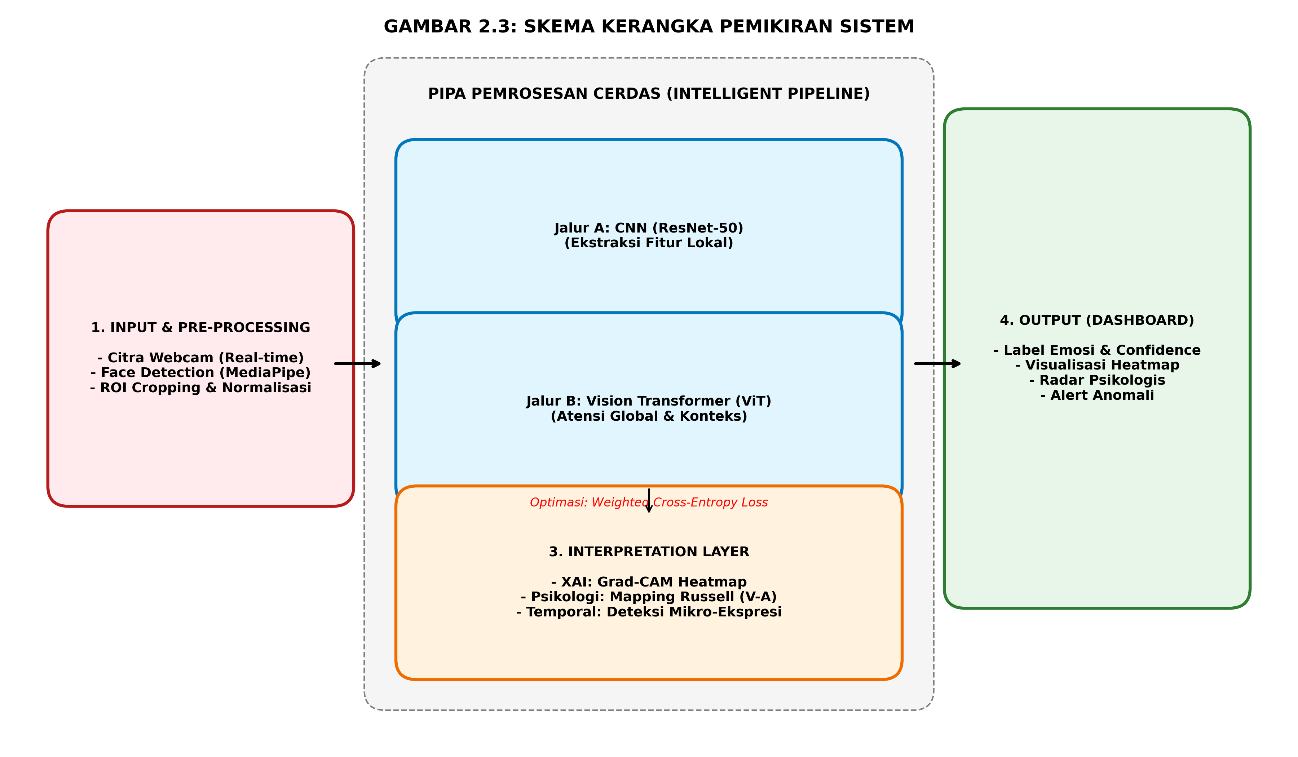 GAMBAR 2.3: SKEMA KERANGKA PEMIKIRAN SISTEM
PIPA PEMROSESAN CERDAS (INTELLIGENT PIPELINE)
1. INPUT & PRE-PROCESSING
- Citra Webcam (Real-time)
- Face Detection (MediaPipe)
- ROI Cropping & Normalisasi
Jalur A: CNN (ResNet-50)
(Ekstraksi Fitur Lokal)
Jalur B: Vision Transformer (ViT)
(Atensi Global & Konteks)
Optimasi: Weighted Cross-Entropy Loss
3. INTERPRETATION LAYER
- XAI: Grad-CAM Heatmap
- Psikologi: Mapping Russell (V-A)
- Temporal: Deteksi Mikro-Ekspresi
4. OUTPUT (DASHBOARD)
- Label Emosi & Confidence
- Visualisasi Heatmap
- Radar Psikologis
- Alert Anomali